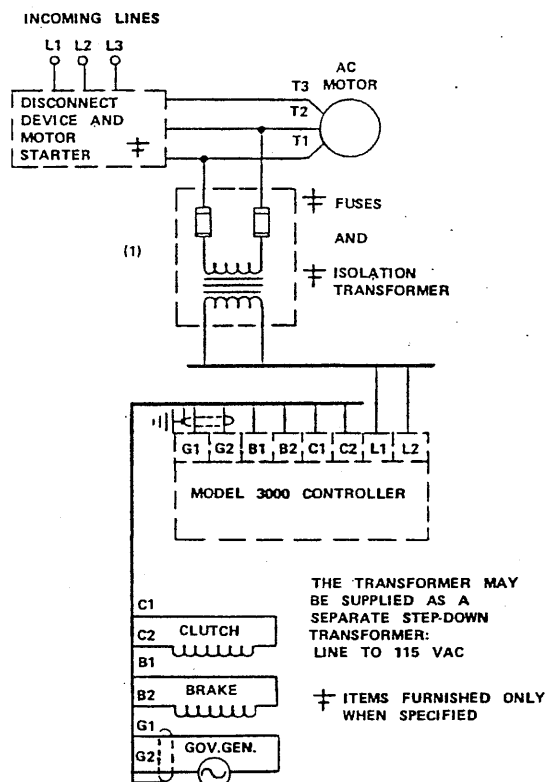 INCOMING LINES
L1 L2 L3
DISCONNECT
DEVICE AND
MOTOR
STARTER
T3
T2
T1
AC
MOTOR
(1)
FUSES
AND
ISOLATION
TRANSFORMER
G1 G2 B1 B2 C1 C2 L1 L2
MODEL 3000 CONTROLLER
C1
C2
CLUTCH
B1
B2
BRAKE
G1
G2
GOV.GEN.
THE TRANSFORMER MAY
BE SUPPLIED AS A
SEPARATE STEP-DOWN
TRANSFORMER:
LINE TO 115 VAC
ITEMS FURNISHED ONLY
WHEN SPECIFIED